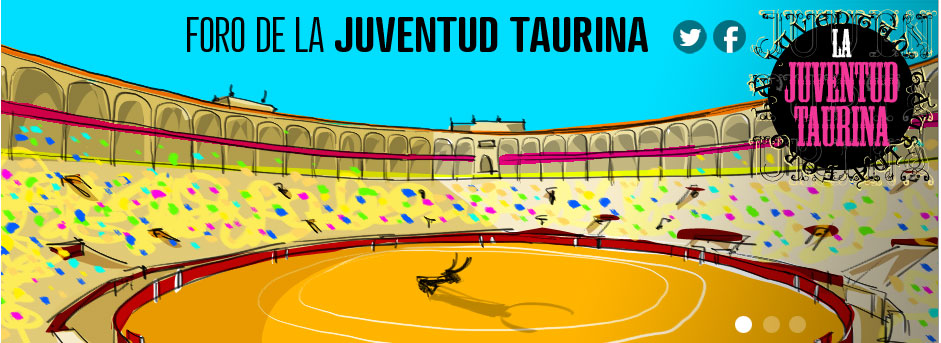 FORO DE LA JUVENTUD TAURINA
LA
JUVENTUD
TAURINA